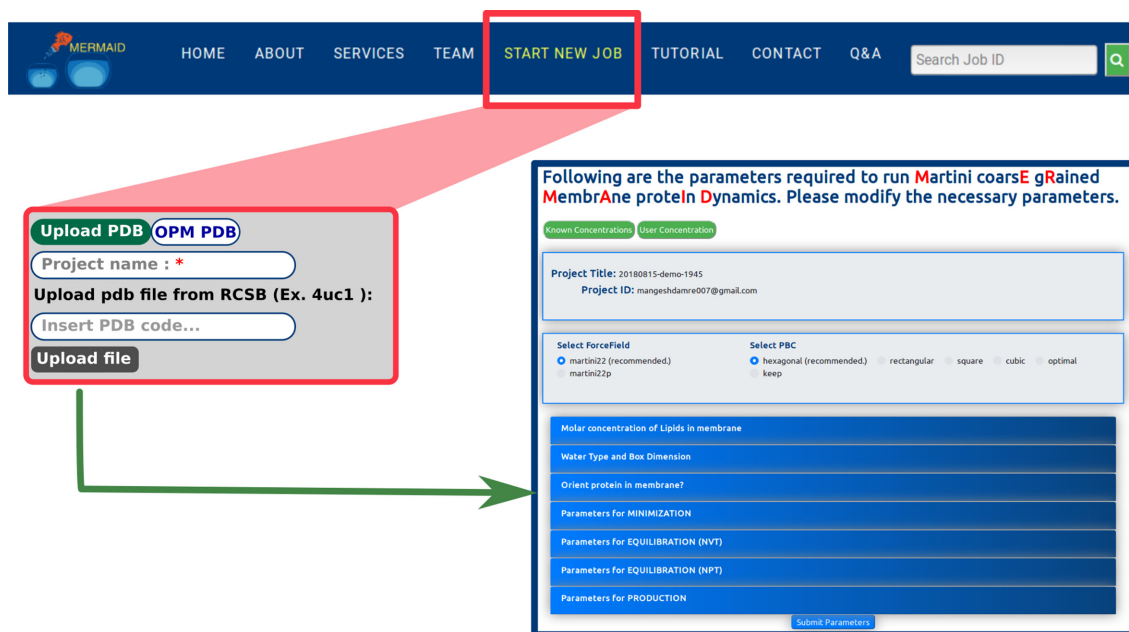 MERMAID
HOME ABOUT SERVICES TEAM START NEW JOB TUTORIAL CONTACT Q&A Search Job ID
Upload PDB OPM PDB
Project name : *
Upload pdb file from RCSB (Ex. 4uc1 ):
Insert PDB code...
Upload file
Following are the parameters required to run Martini coarsE gRained
MembrAne proteIn Dynamics. Please modify the necessary parameters.
Known Concentrations User Concentration
Project Title: 20180815-demo-1945
Project ID: mangeshdamre007@gmail.com
Select ForceField
martini22 (recommended.)
martini22p
Select PBC
hexagonal (recommended.) rectangular square cubic optimal
keep
Molar concentration of Lipids in membrane
Water Type and Box Dimension
Orient protein in membrane?
Parameters for MINIMIZATION
Parameters for EQUILIBRATION (NVT)
Parameters for EQUILIBRATION (NPT)
Parameters for PRODUCTION
Submit Parameters